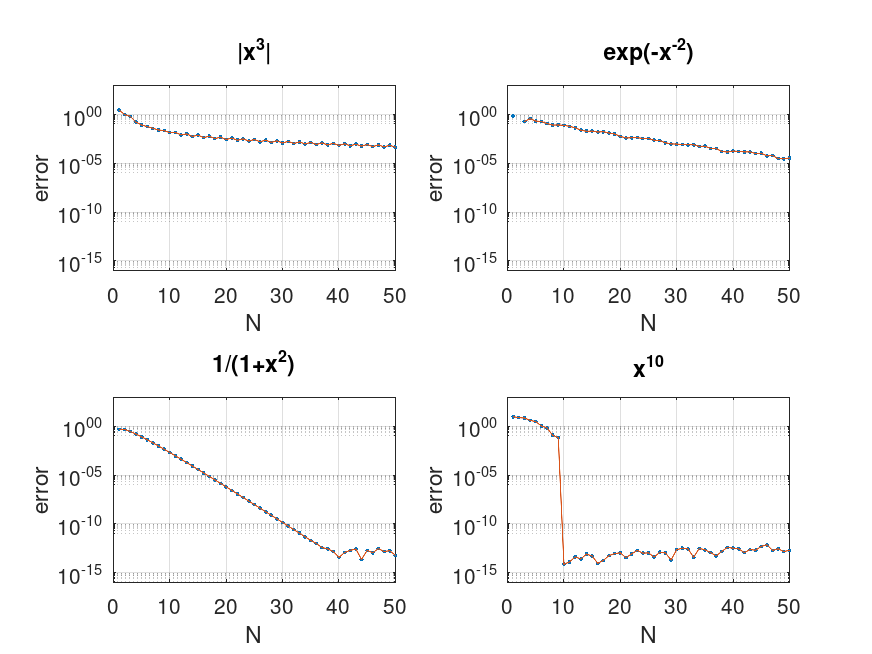 |x³|
10⁰⁰
10⁻⁰⁵
10⁻¹⁰
10⁻¹⁵
error
0 10 20 30 40 50
N
exp(-x⁻²)
10⁰⁰
10⁻⁰⁵
10⁻¹⁰
10⁻¹⁵
error
0 10 20 30 40 50
N
1/(1+x²)
10⁰⁰
10⁻⁰⁵
10⁻¹⁰
10⁻¹⁵
error
0 10 20 30 40 50
N
x¹⁰
10⁰⁰
10⁻⁰⁵
10⁻¹⁰
10⁻¹⁵
error
0 10 20 30 40 50
N